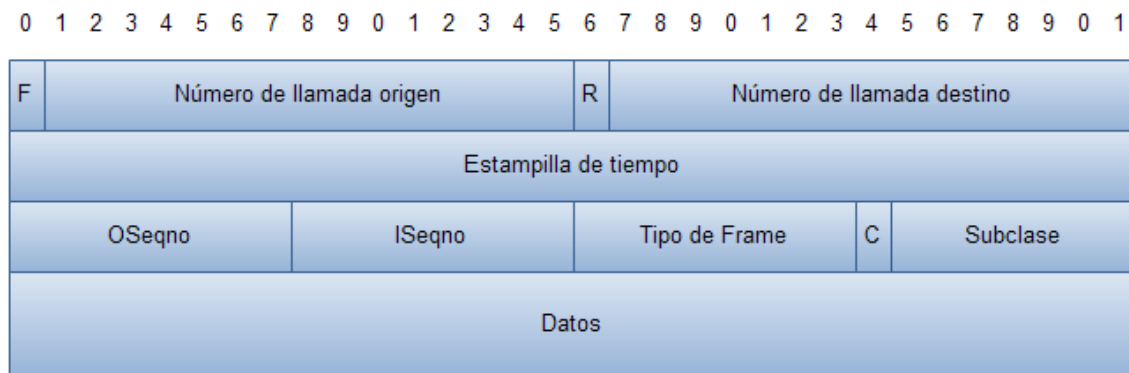 0 1 2 3 4 5 6 7 8 9 0 1 2 3 4 5 6 7 8 9 0 1 2 3 4 5 6 7 8 9 0 1
F Número de llamada origen R Número de llamada destino
Estampilla de tiempo
OSeqno ISeqno Tipo de Frame C Subclase
Datos